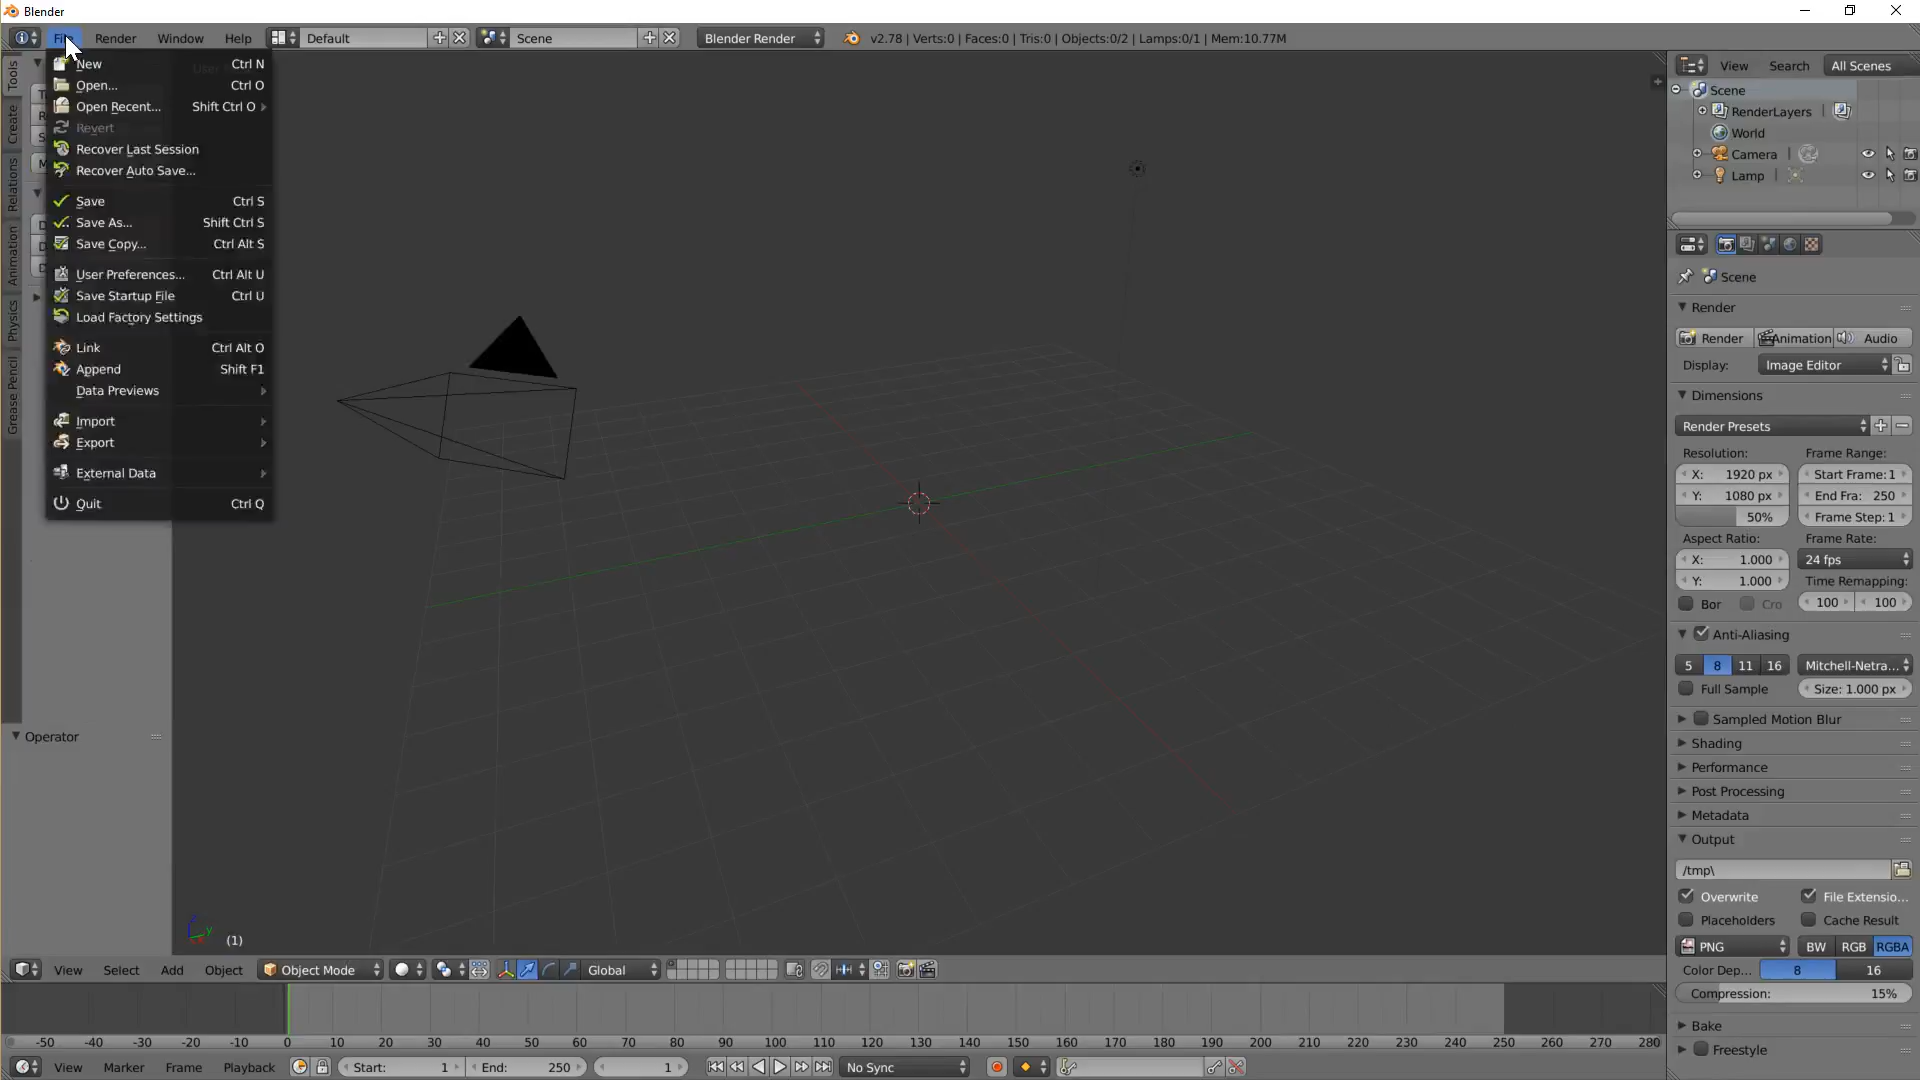 Blender
File Render Window Help Default Scene Blender Render v2.78 | Verts:0 | Faces:0 | Tris:0 | Objects:0/2 | Lamps:0/1 | Mem:10.77M
New Ctrl N
Open... Ctrl O
Open Recent... Shift Ctrl O
Revert
Recover Last Session
Recover Auto Save...
Save Ctrl S
Save As... Shift Ctrl S
Save Copy... Ctrl Alt S
User Preferences... Ctrl Alt U
Save Startup File Ctrl U
Load Factory Settings
Link Ctrl Alt O
Append Shift F1
Data Previews
Import
Export
External Data
Quit Ctrl Q
Tools
Create
Relations
Animation
Physics
Grease Pencil
Operator
y
(1)
View Search All Scenes
Scene
RenderLayers |
World
Camera |
Lamp |
Scene
Render
Render Animation Audio
Display: Image Editor
Dimensions
Render Presets
Resolution: Frame Range:
X: 1920 px Start Frame: 1
Y: 1080 px End Fra: 250
50% Frame Step: 1
Aspect Ratio: Frame Rate:
X: 1.000 24 fps
Y: 1.000 Time Remapping:
Bor Cro 100 100
Anti-Aliasing
5 8 11 16 Mitchell-Netra...
Full Sample Size: 1.000 px
Sampled Motion Blur
Shading
Performance
Post Processing
Metadata
Output
/tmp\
Overwrite File Extensio...
Placeholders Cache Result
PNG BW RGB RGBA
Color Dep... 8 16
Compression: 15%
Bake
Freestyle
View Select Add Object Object Mode Global
-50 -40 -30 -20 -10 0 10 20 30 40 50 60 70 80 90 100 110 120 130 140 150 160 170 180 190 200 210 220 230 240 250 260 270 280
View Marker Frame Playback Start: 1 End: 250 1 No Sync